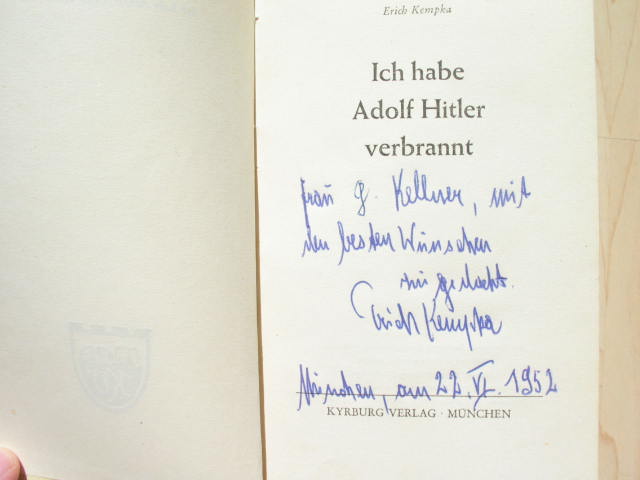 Erich Kempka
Ich habe
Adolf Hitler
verbrannt
Frau G. Kellner, mit
den besten Wünschen
zugedacht.
Erich Kempka
München, am 22. VI. 1952
KYRBURG VERLAG · MÜNCHEN